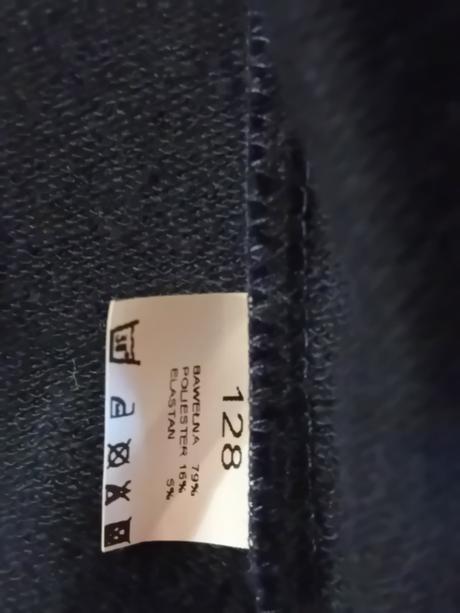 128
BAWEŁNA 79%
POLIESTER 16%
ELASTAN 5%